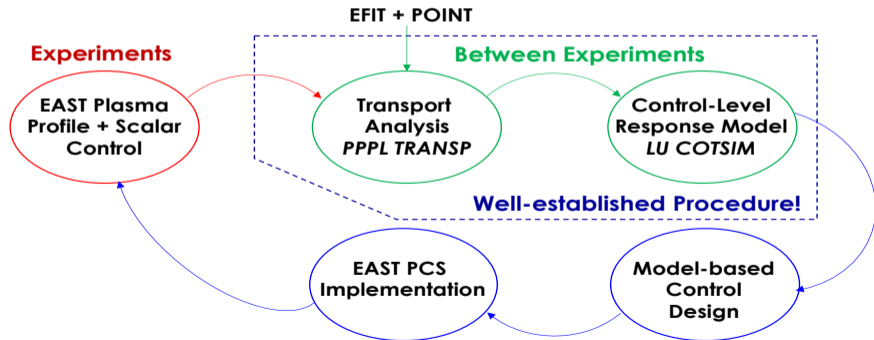 EFIT + POINT
Experiments
Between Experiments
EAST Plasma
Profile + Scalar
Control
Transport
Analysis
PPPL TRANSP
Control-Level
Response Model
LU COTSIM
Well-established Procedure!
EAST PCS
Implementation
Model-based
Control
Design